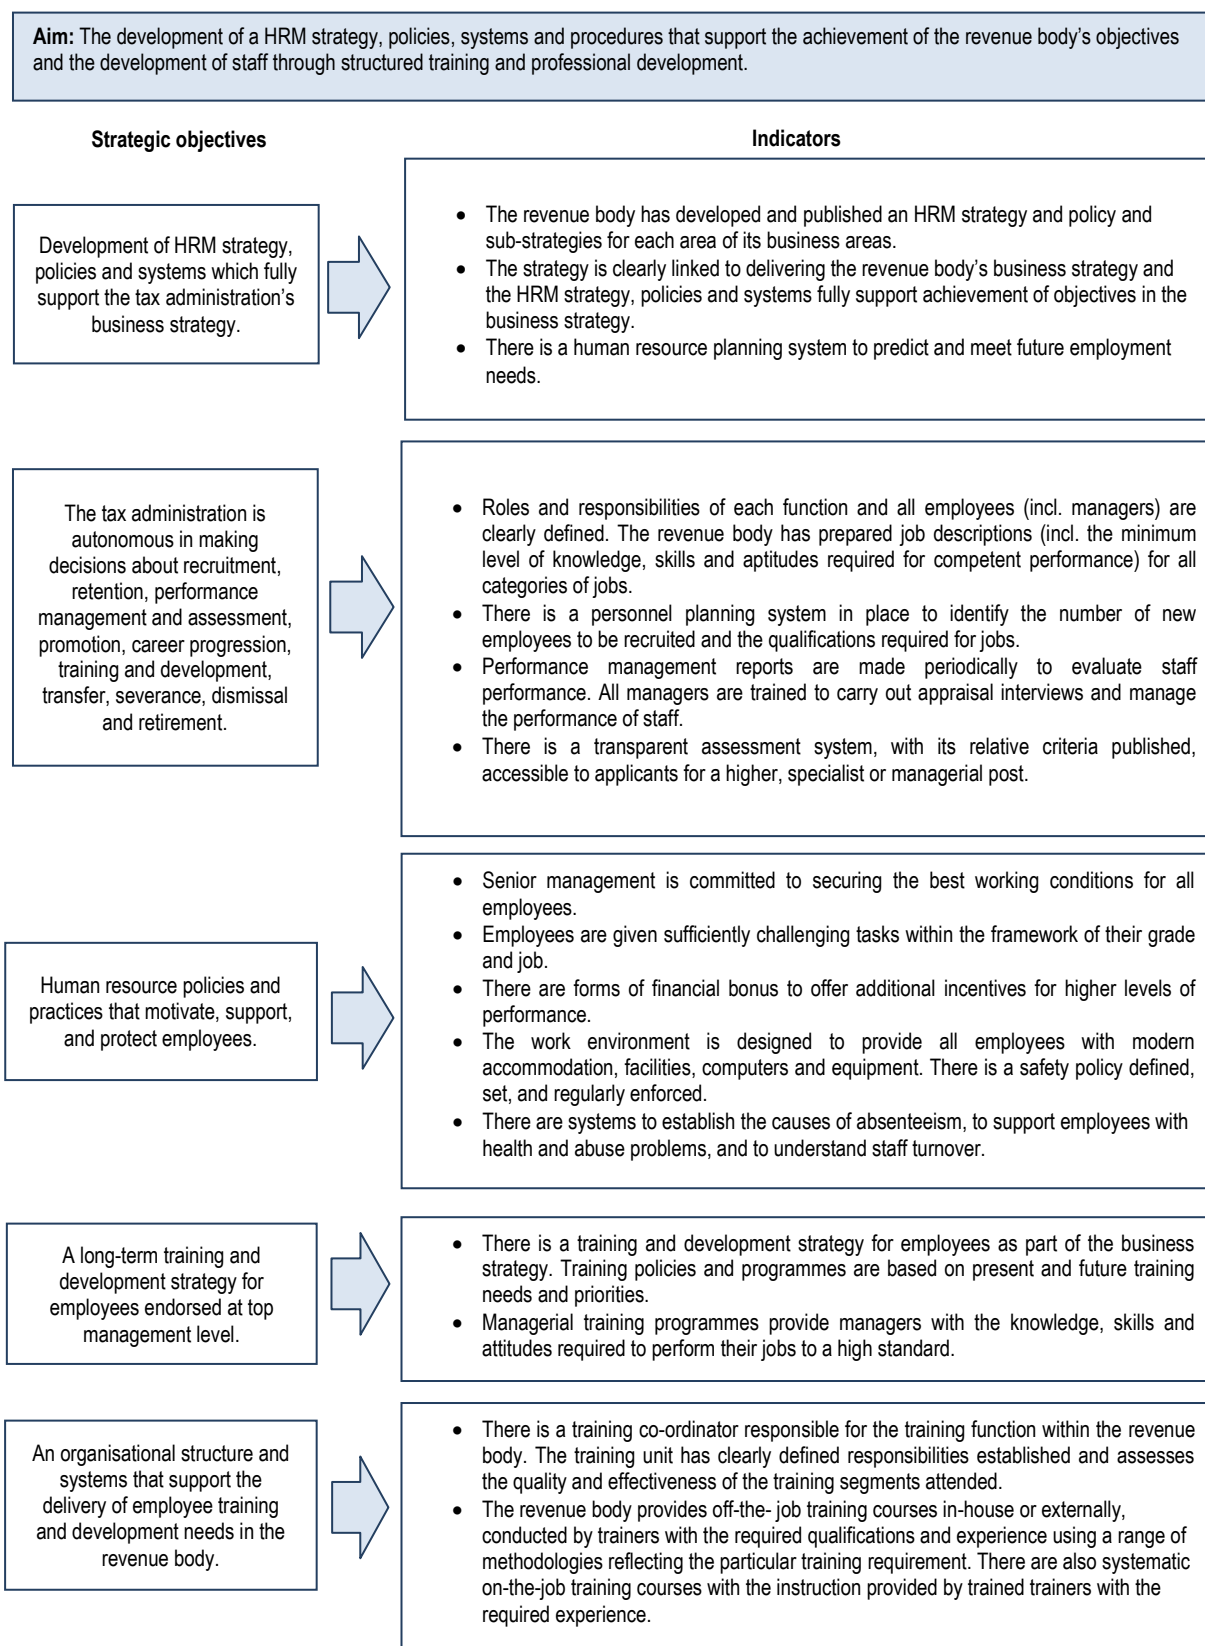 Aim: The development of a HRM strategy, policies, systems and procedures that support the achievement of the revenue body's objectives
and the development of staff through structured training and professional development.
Strategic objectives
Indicators
Development of HRM strategy,
policies and systems which fully
support the tax administration's
business strategy.
• The revenue body has developed and published an HRM strategy and policy and
sub-strategies for each area of its business areas.
• The strategy is clearly linked to delivering the revenue body's business strategy and
the HRM strategy, policies and systems fully support achievement of objectives in the
business strategy.
• There is a human resource planning system to predict and meet future employment
needs.
The tax administration is
autonomous in making
decisions about recruitment,
retention, performance
management and assessment,
promotion, career progression,
training and development,
transfer, severance, dismissal
and retirement.
• Roles and responsibilities of each function and all employees (incl. managers) are
clearly defined. The revenue body has prepared job descriptions (incl. the minimum
level of knowledge, skills and aptitudes required for competent performance) for all
categories of jobs.
• There is a personnel planning system in place to identify the number of new
employees to be recruited and the qualifications required for jobs.
• Performance management reports are made periodically to evaluate staff
performance. All managers are trained to carry out appraisal interviews and manage
the performance of staff.
• There is a transparent assessment system, with its relative criteria published,
accessible to applicants for a higher, specialist or managerial post.
Human resource policies and
practices that motivate, support,
and protect employees.
• Senior management is committed to securing the best working conditions for all
employees.
• Employees are given sufficiently challenging tasks within the framework of their grade
and job.
• There are forms of financial bonus to offer additional incentives for higher levels of
performance.
• The work environment is designed to provide all employees with modern
accommodation, facilities, computers and equipment. There is a safety policy defined,
set, and regularly enforced.
• There are systems to establish the causes of absenteeism, to support employees with
health and abuse problems, and to understand staff turnover.
A long-term training and
development strategy for
employees endorsed at top
management level.
• There is a training and development strategy for employees as part of the business
strategy. Training policies and programmes are based on present and future training
needs and priorities.
• Managerial training programmes provide managers with the knowledge, skills and
attitudes required to perform their jobs to a high standard.
An organisational structure and
systems that support the
delivery of employee training
and development needs in the
revenue body.
• There is a training co-ordinator responsible for the training function within the revenue
body. The training unit has clearly defined responsibilities established and assesses
the quality and effectiveness of the training segments attended.
• The revenue body provides off-the- job training courses in-house or externally,
conducted by trainers with the required qualifications and experience using a range of
methodologies reflecting the particular training requirement. There are also systematic
on-the-job training courses with the instruction provided by trained trainers with the
required experience.